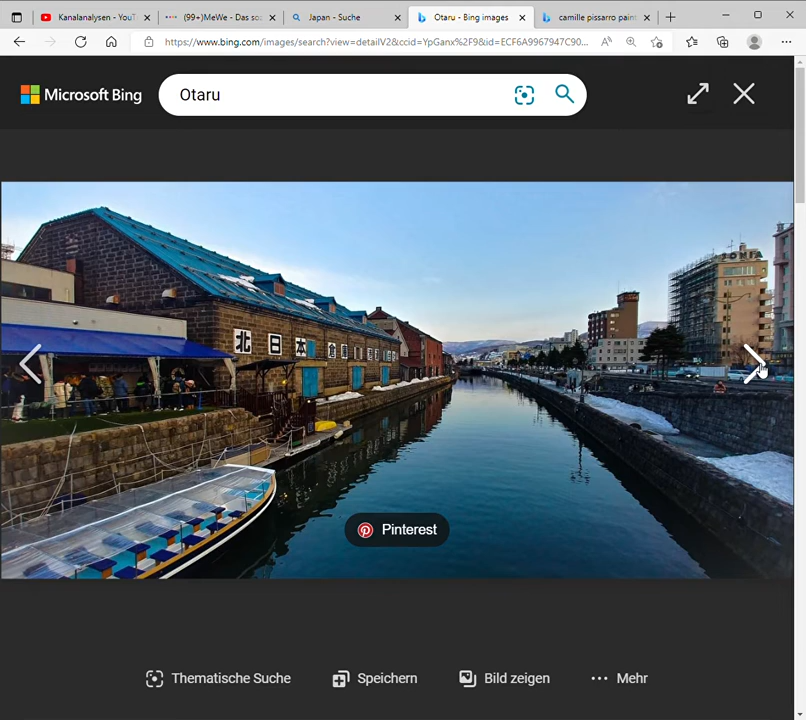 Kanalanalysen - YouT
(99+)MeWe - Das so
Japan - Suche
Otaru - Bing images
camille pissarro pain
https://www.bing.com/images/search?view=detailV2&ccid=YpGanx%2F9&id=ECF6A9967947C90...
Microsoft Bing
Otaru
北日本倉
Pinterest
Thematische Suche
Speichern
Bild zeigen
Mehr